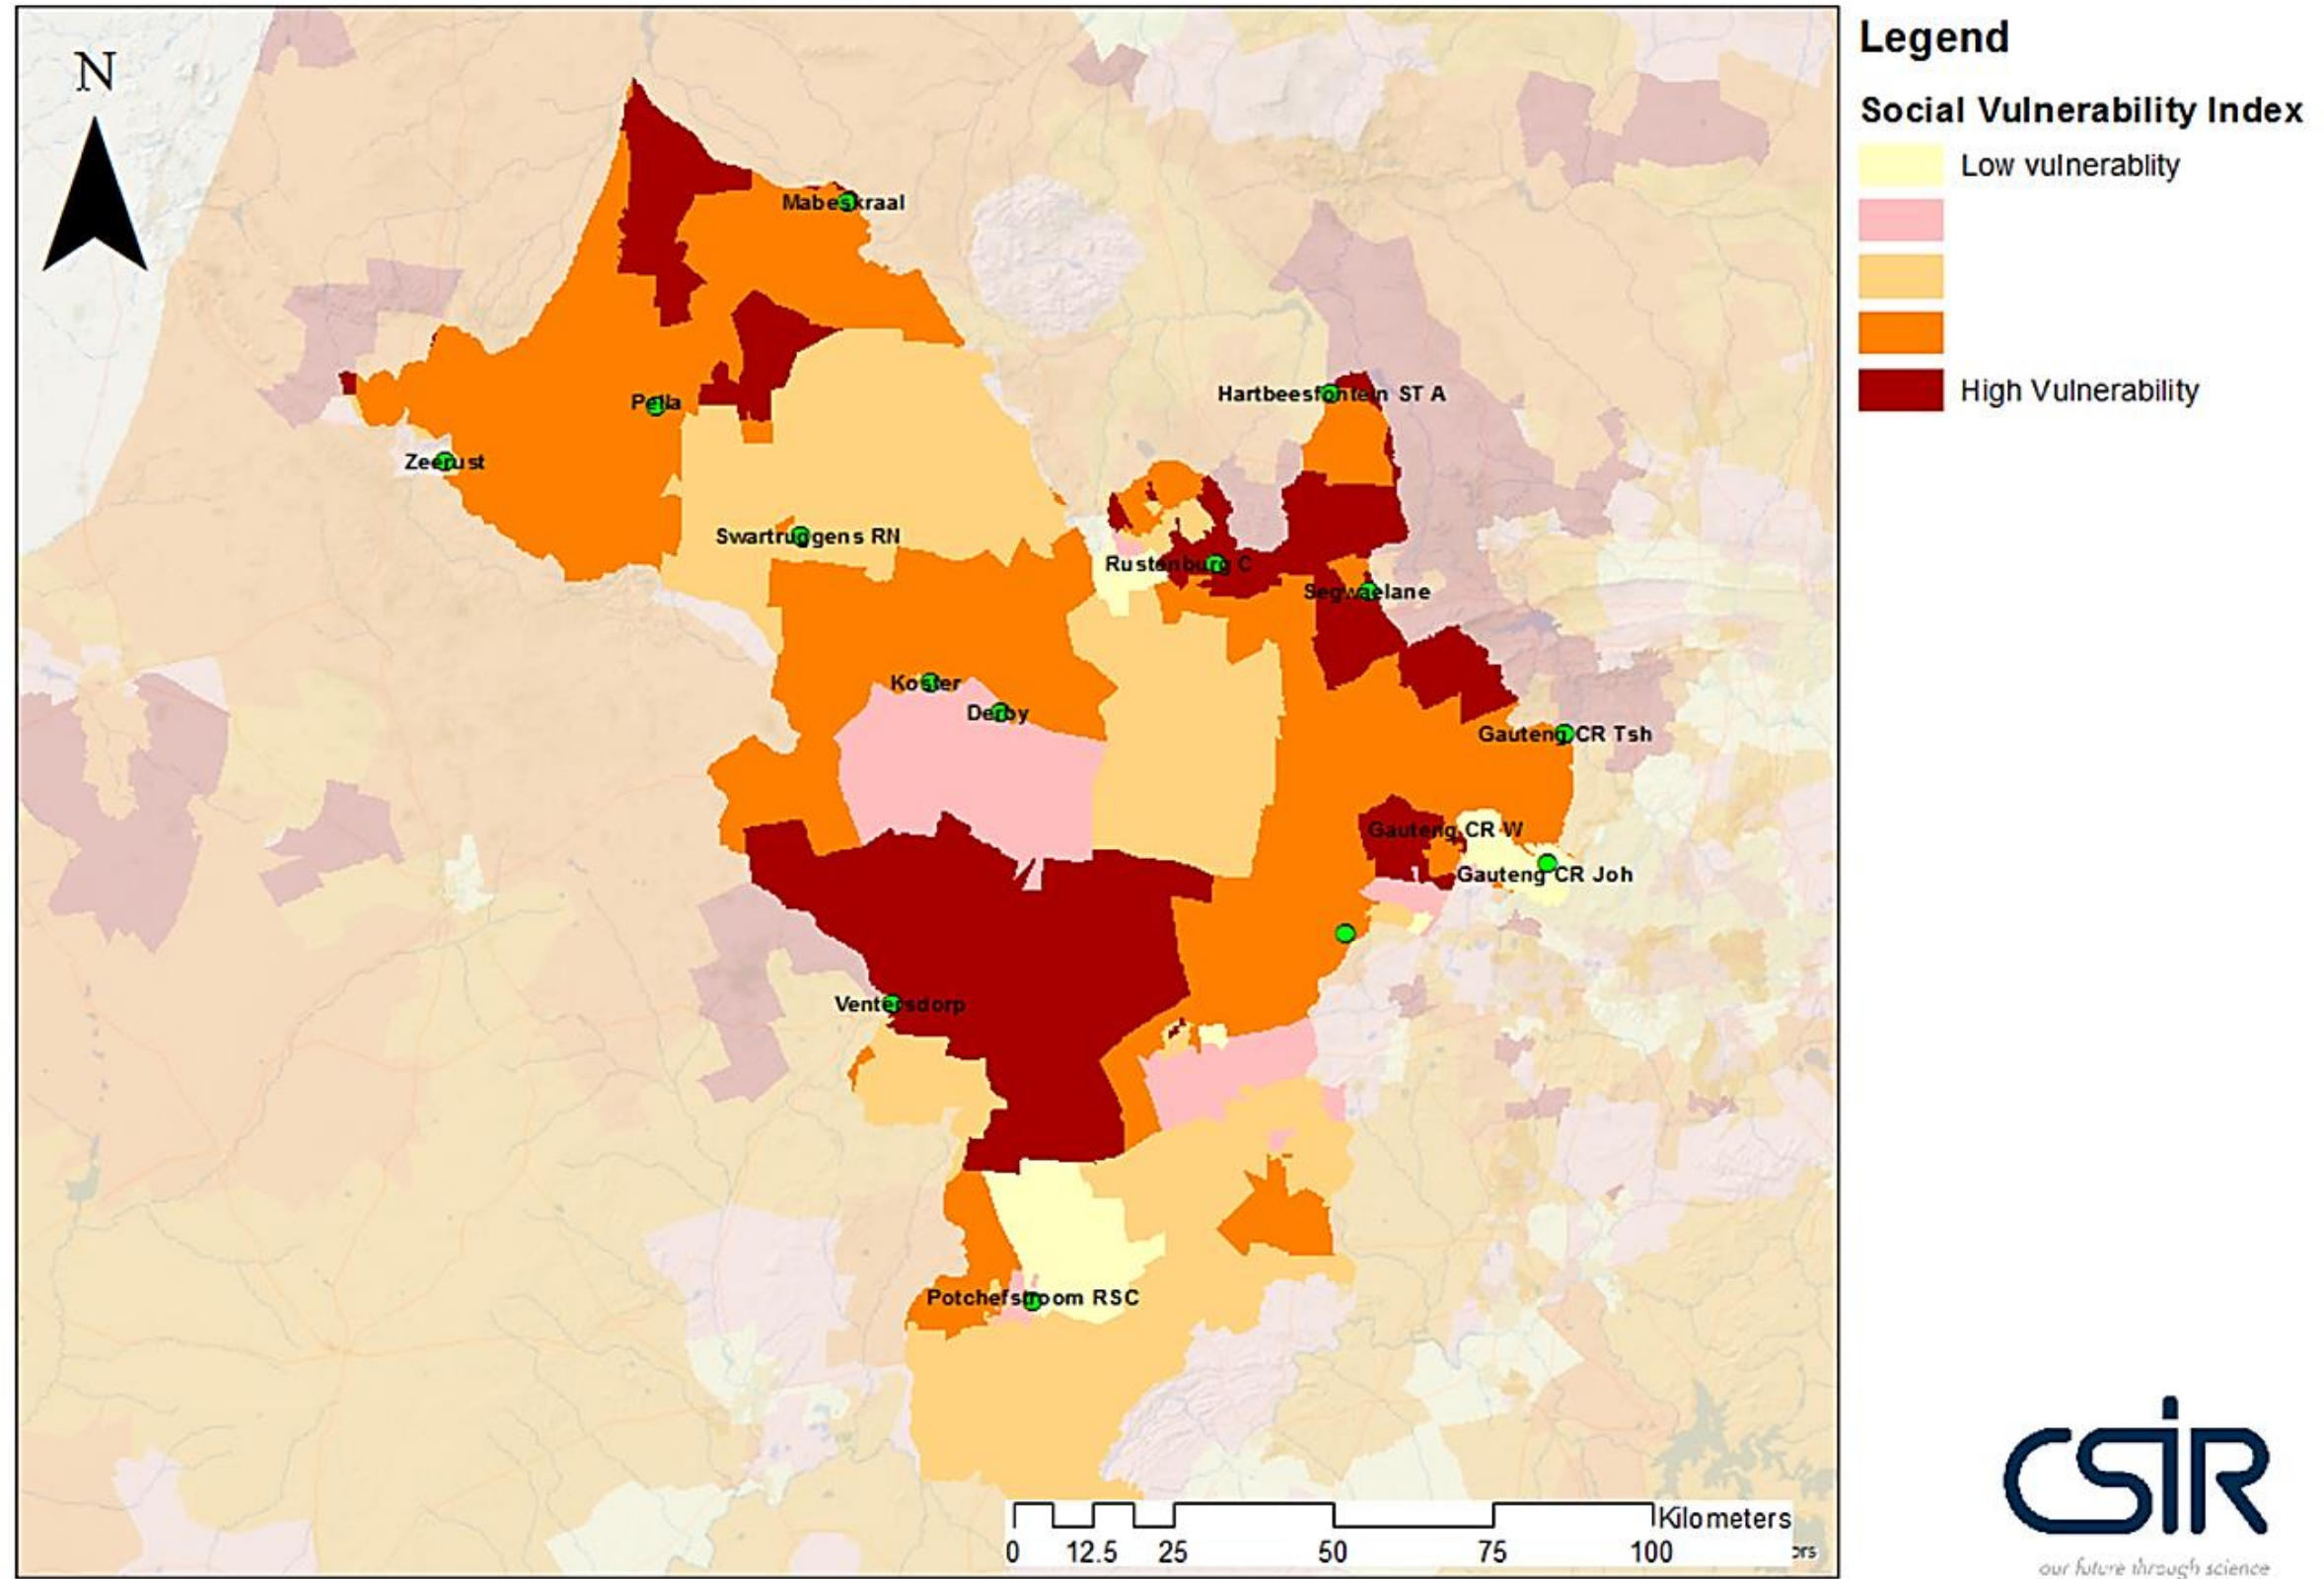 N
Mabeskraal
Hartbeesfontein ST A
Pella
Zeerust
Swartruggens RN
Rustenburg C
Segwaelane
Koster
Derby
Gauteng CR Tsh
Gauteng CR W
Gauteng CR Joh
Ventersdorp
Potchefstroom RSC
Kilometers
0 12.5 25 50 75 100
Legend
Social Vulnerability Index
Low vulnerablity
High Vulnerability
CSIR
our future through science